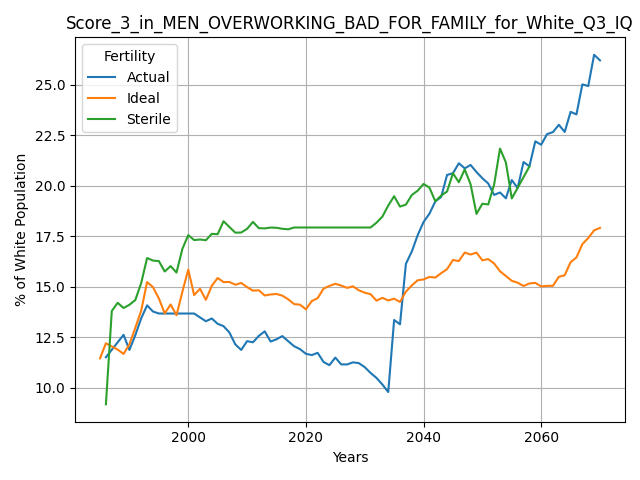 Score_3_in_MEN_OVERWORKING_BAD_FOR_FAMILY_for_White_Q3_IQ
Fertility
Actual
Ideal
Sterile
% of White Population
25.0
22.5
20.0
17.5
15.0
12.5
10.0
2000
2020
2040
2060
Years